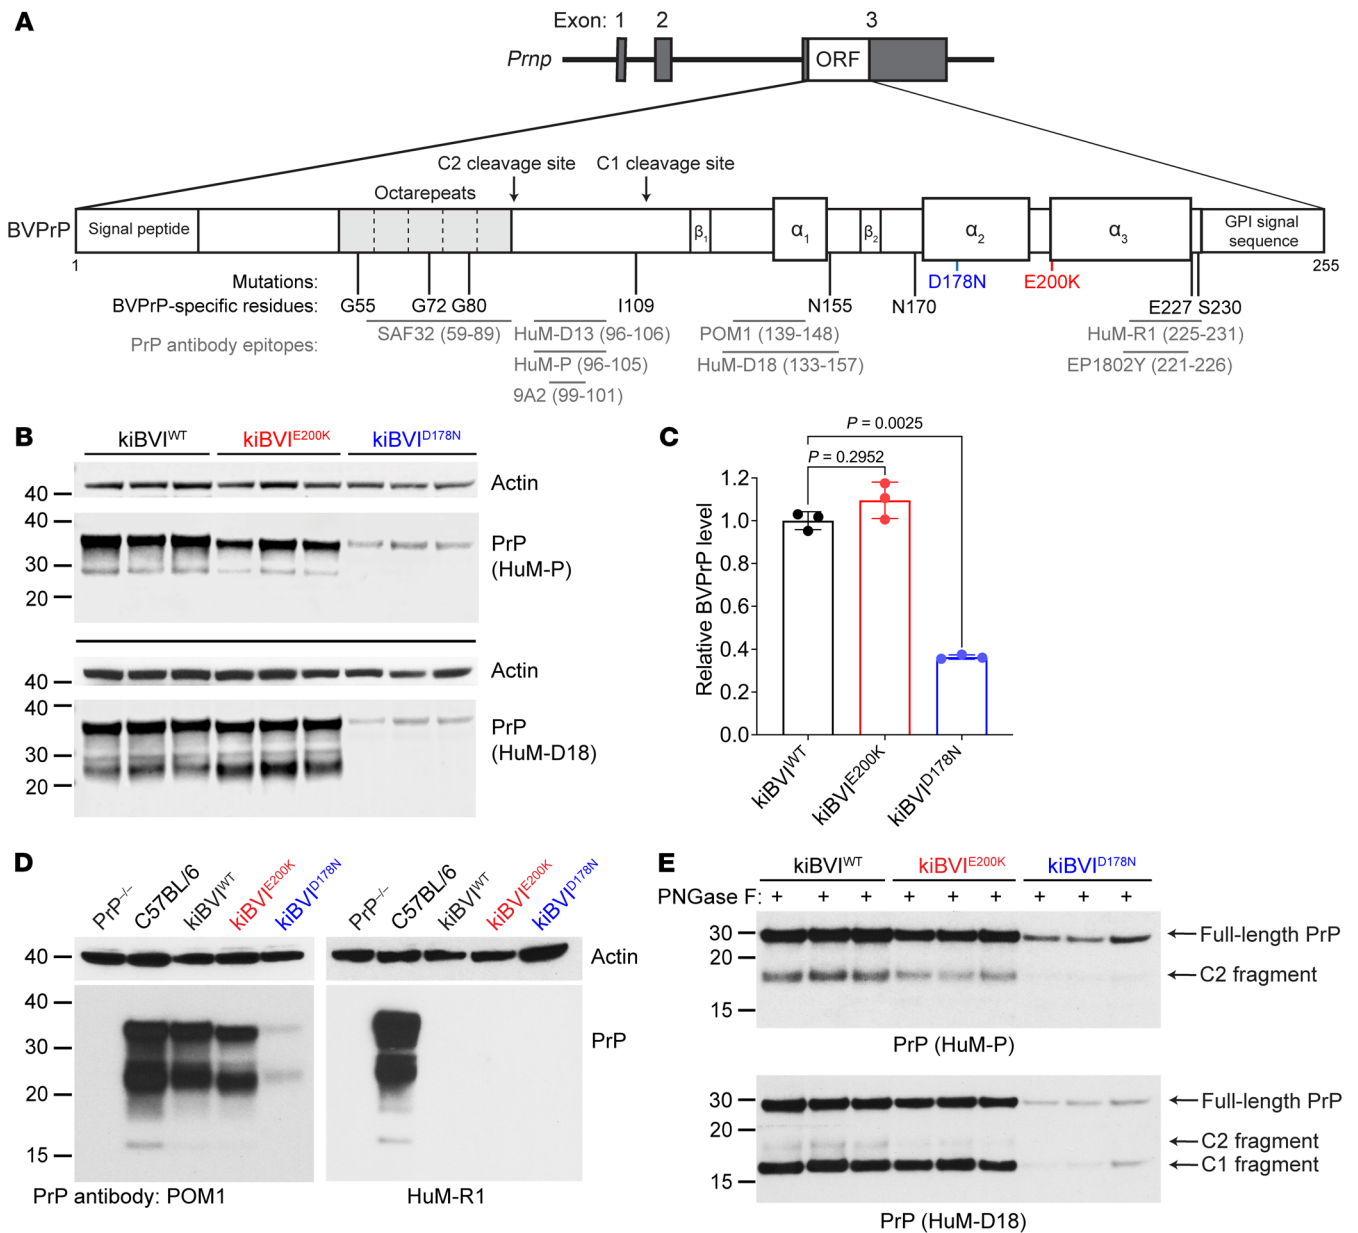 A
Exon: 1 2 3
Prnp
ORF
C2 cleavage site
C1 cleavage site
Octarepeats
BVPrP
Signal peptide
β1
α1
β2
α2
α3
GPI signal
sequence
1
255
Mutations:
D178N
E200K
BVPrP-specific residues:
G55
G72
G80
I109
N155
N170
E227
S230
PrP antibody epitopes:
SAF32 (59-89)
HuM-D13 (96-106)
POM1 (139-148)
HuM-R1 (225-231)
HuM-P (96-105)
HuM-D18 (133-157)
EP1802Y (221-226)
9A2 (99-101)
B
kiBVIWT
kiBVIE200K
kiBVID178N
40
Actin
40
30
20
PrP
(HuM-P)
40
Actin
40
30
20
PrP
(HuM-D18)
C
P = 0.0025
P = 0.2952
Relative BVPrP level
1.2
1.0
0.8
0.6
0.4
0.2
0.0
kiBVIWT
kiBVIE200K
kiBVID178N
D
PrP-/-
C57BL/6
kiBVIWT
kiBVIE200K
kiBVID178N
PrP-/-
C57BL/6
kiBVIWT
kiBVIE200K
kiBVID178N
40
Actin
40
30
20
15
PrP
PrP antibody: POM1
HuM-R1
E
kiBVIWT
kiBVIE200K
kiBVID178N
PNGase F: + + + + + + + + +
30
20
15
Full-length PrP
C2 fragment
PrP (HuM-P)
30
20
15
Full-length PrP
C2 fragment
C1 fragment
PrP (HuM-D18)